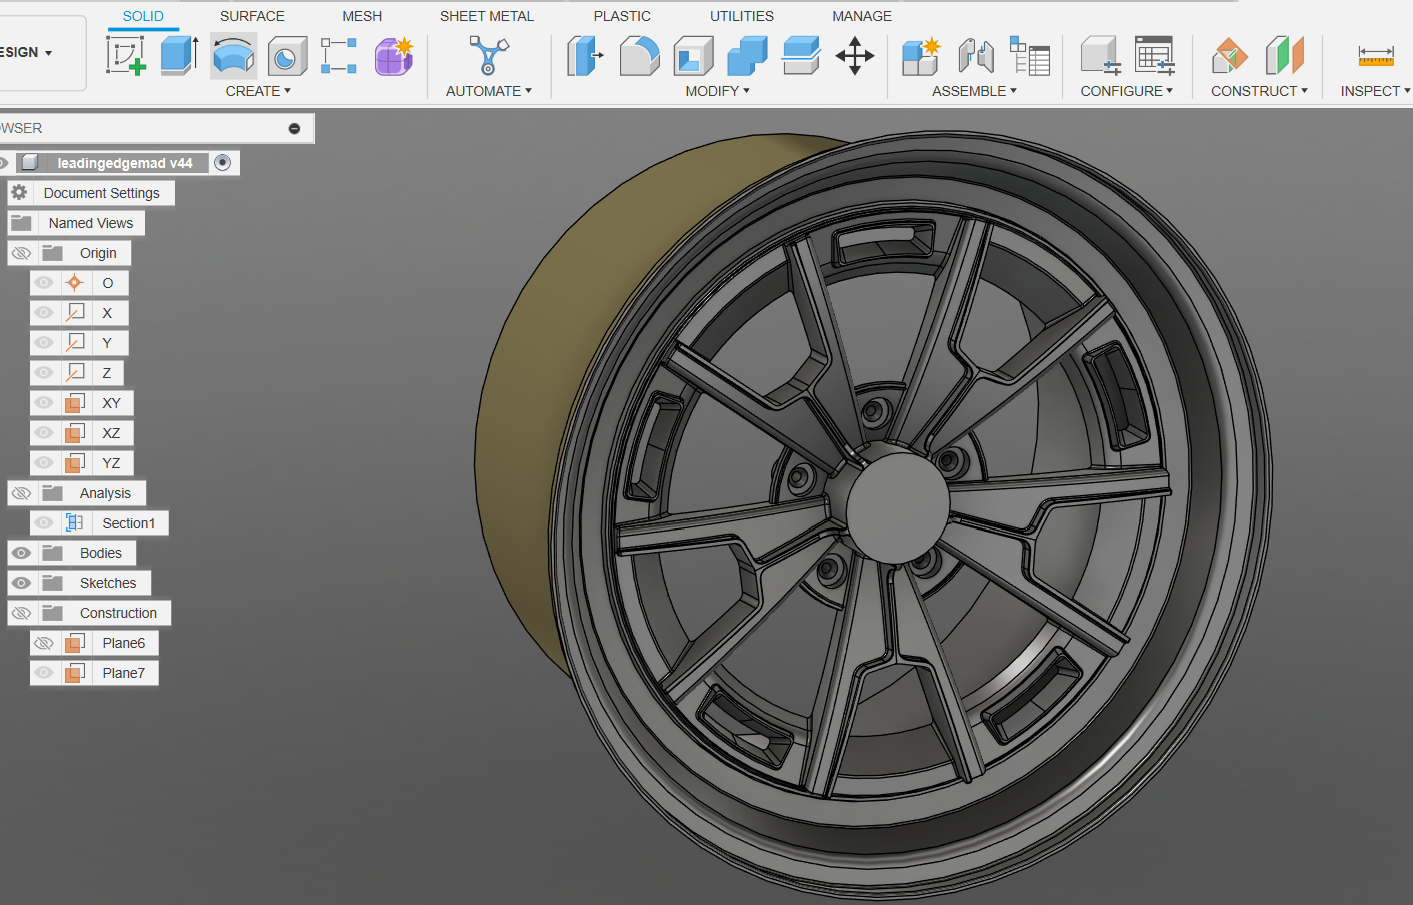 SOLID SURFACE MESH SHEET METAL PLASTIC UTILITIES MANAGE
ESIGN
CREATE AUTOMATE MODIFY ASSEMBLE CONFIGURE CONSTRUCT INSPECT
WSER
leadingedgemad v44
Document Settings
Named Views
Origin
O
X
Y
Z
XY
XZ
YZ
Analysis
Section1
Bodies
Sketches
Construction
Plane6
Plane7